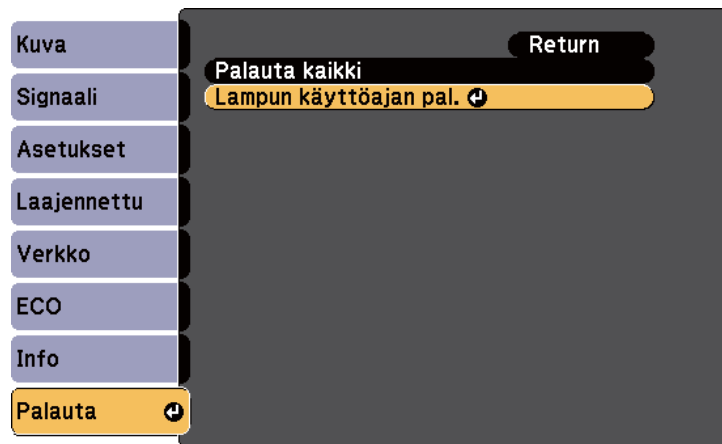 Kuva
Signaali
Asetukset
Laajennettu
Verkko
ECO
Info
Palauta
Return
Palauta kaikki
Lampun käyttöajan pal.